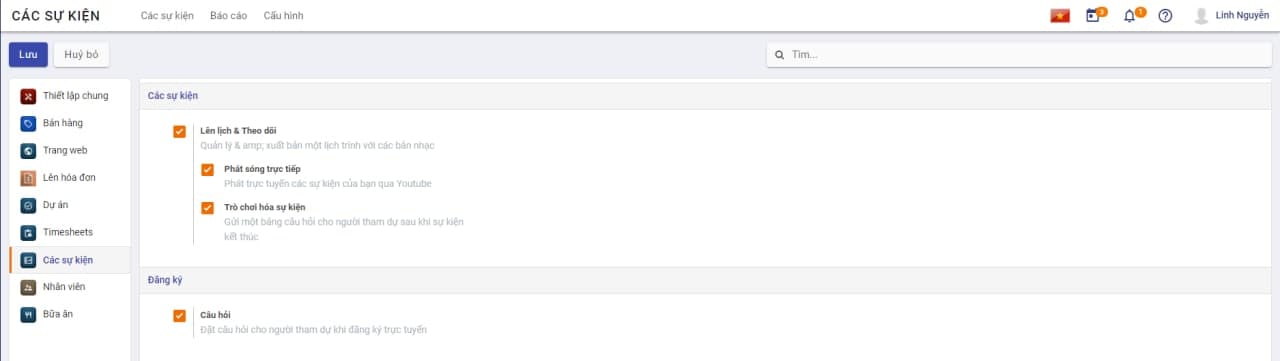 CÁC SỰ KIỆN
Các sự kiện
Báo cáo
Cấu hình
3
1
Linh Nguyễn
Lưu
Huỷ bỏ
Tìm...
Thiết lập chung
Bán hàng
Trang web
Lên hóa đơn
Dự án
Timesheets
Các sự kiện
Nhân viên
Bữa ăn
Các sự kiện
Lên lịch & Theo dõi
Quản lý & amp; xuất bản một lịch trình với các bản nhạc
Phát sóng trực tiếp
Phát trực tuyến các sự kiện của bạn qua Youtube
Trò chơi hóa sự kiện
Gửi một bảng câu hỏi cho người tham dự sau khi sự kiện
kết thúc
Đăng ký
Câu hỏi
Đặt câu hỏi cho người tham dự khi đăng ký trực tuyến